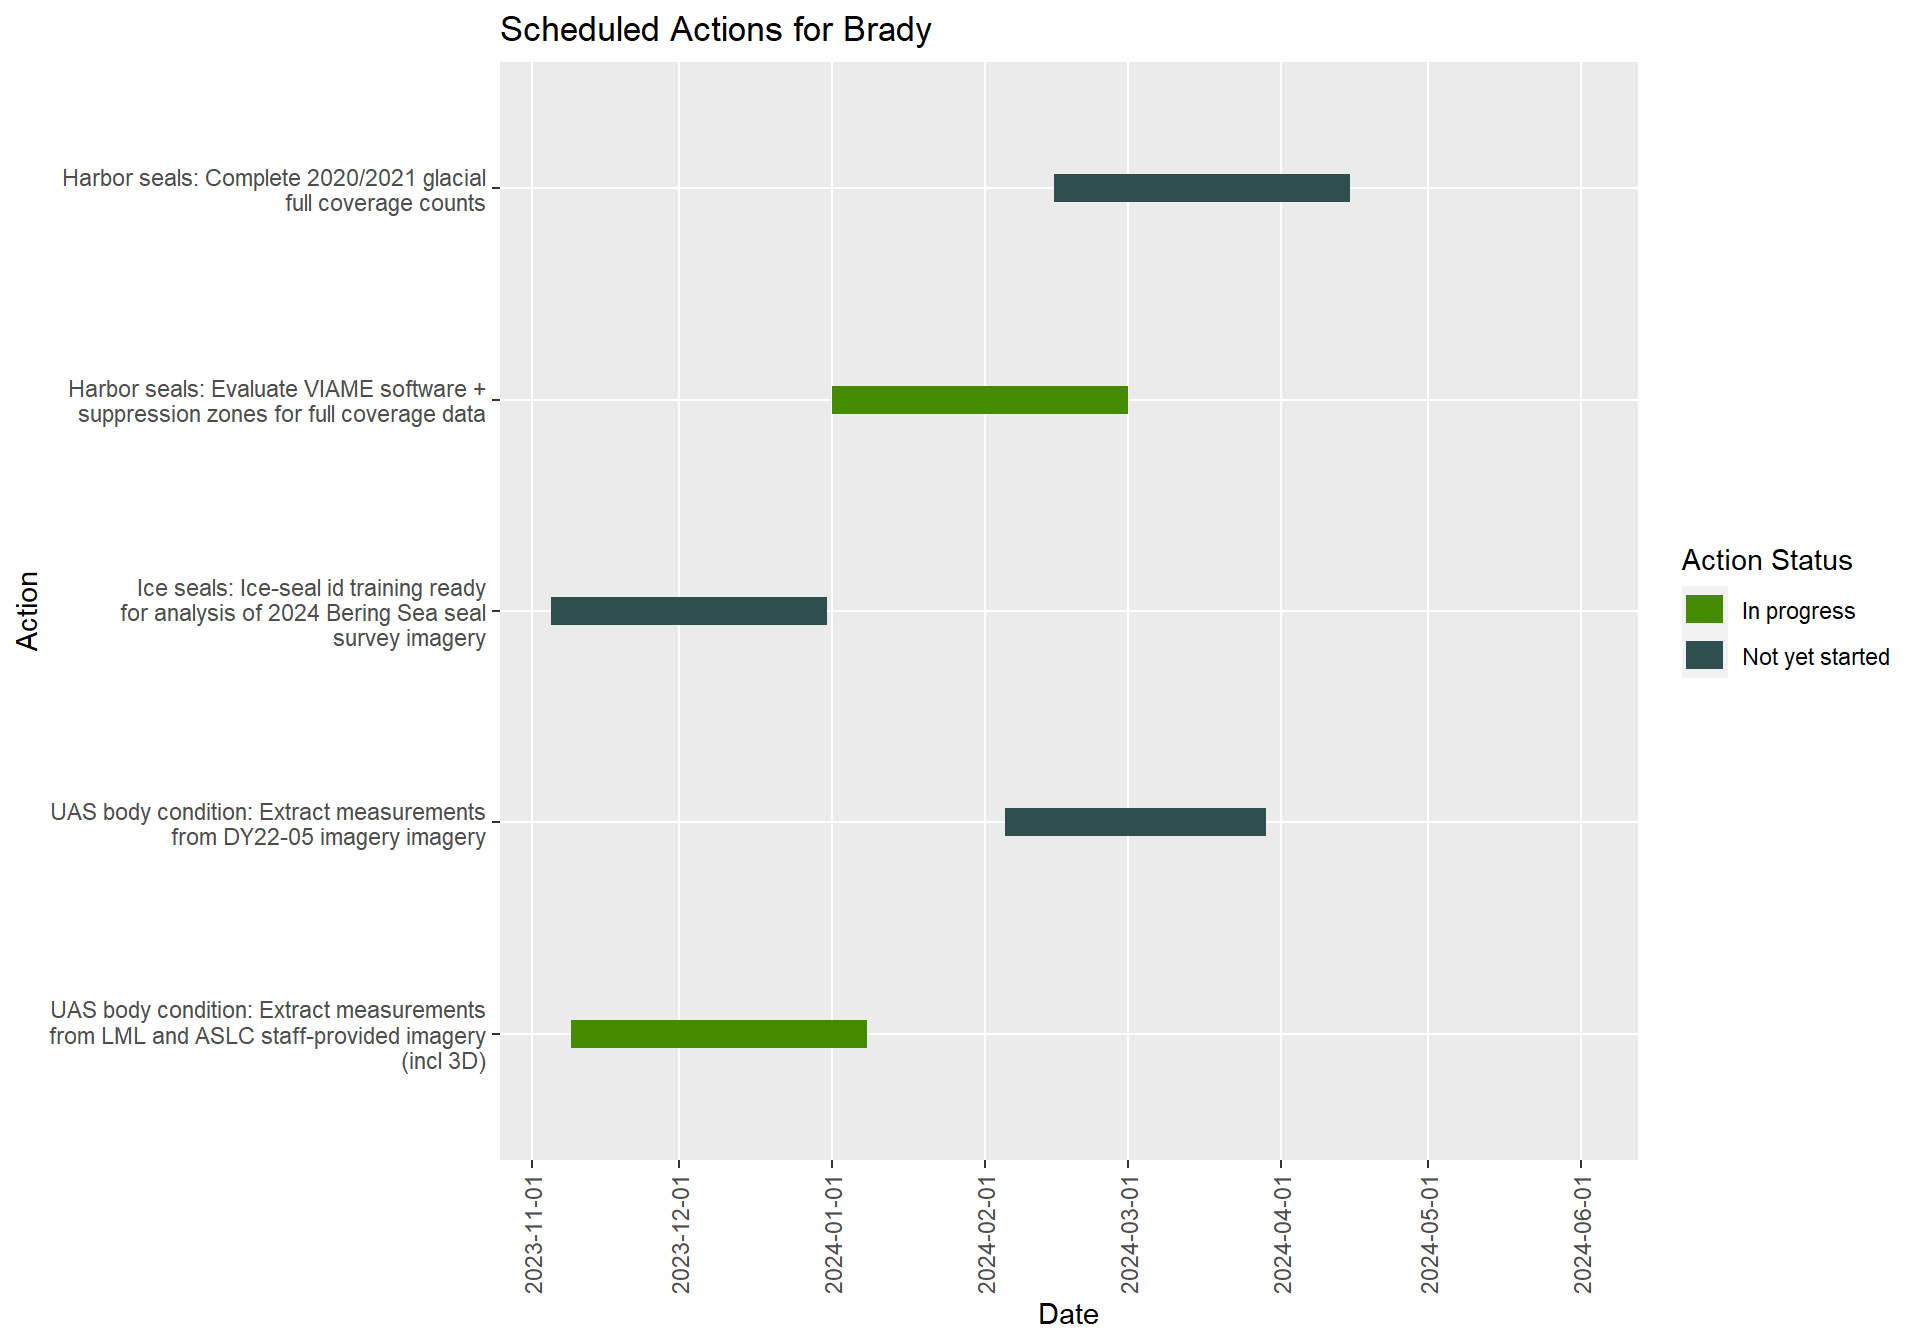 Scheduled Actions for Brady
Harbor seals: Complete 2020/2021 glacial
full coverage counts
Harbor seals: Evaluate VIAME software +
suppression zones for full coverage data
Ice seals: Ice-seal id training ready
for analysis of 2024 Bering Sea seal
survey imagery
UAS body condition: Extract measurements
from DY22-05 imagery imagery
UAS body condition: Extract measurements
from LML and ASLC staff-provided imagery
(incl 3D)
Action
2023-11-01
2023-12-01
2024-01-01
2024-02-01
2024-03-01
2024-04-01
2024-05-01
2024-06-01
Date
Action Status
In progress
Not yet started